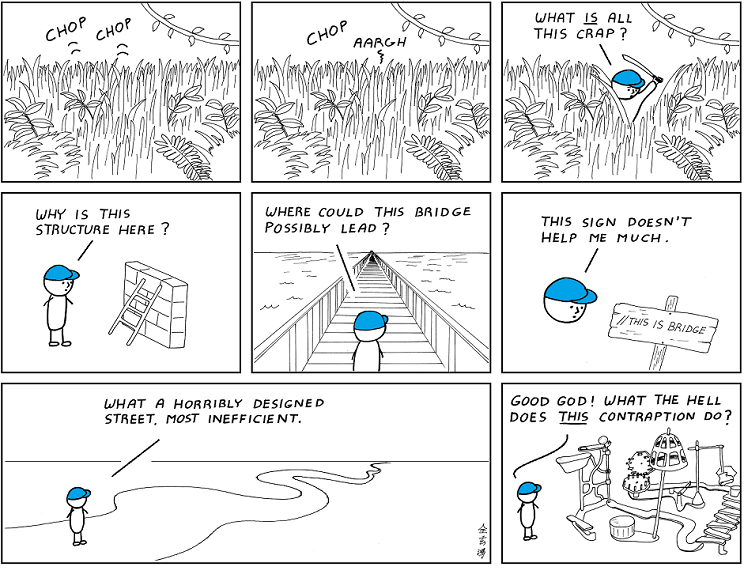 CHOP
CHOP
CHOP
AARGH
WHAT IS ALL
THIS CRAP?
WHY IS THIS
STRUCTURE HERE?
WHERE COULD THIS BRIDGE
POSSIBLY LEAD?
THIS SIGN DOESN'T
HELP ME MUCH.
//THIS IS BRIDGE
WHAT A HORRIBLY DESIGNED
STREET, MOST INEFFICIENT.
GOOD GOD! WHAT THE HELL
DOES THIS CONTRAPTION DO?